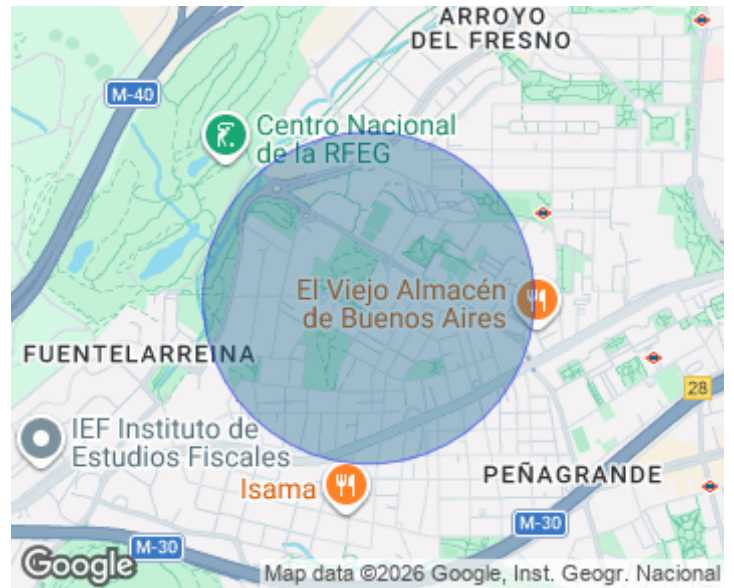 ARROYO
DEL FRESNO
M-40
Centro Nacional
de la RFEG
El Viejo Almacén
de Buenos Aires
FUENTELARREINA
28
IEF Instituto de
Estudios Fiscales
PEÑAGRANDE
Isama
M-30
M-30
Google
Map data ©2026 Google, Inst. Geogr. Nacional